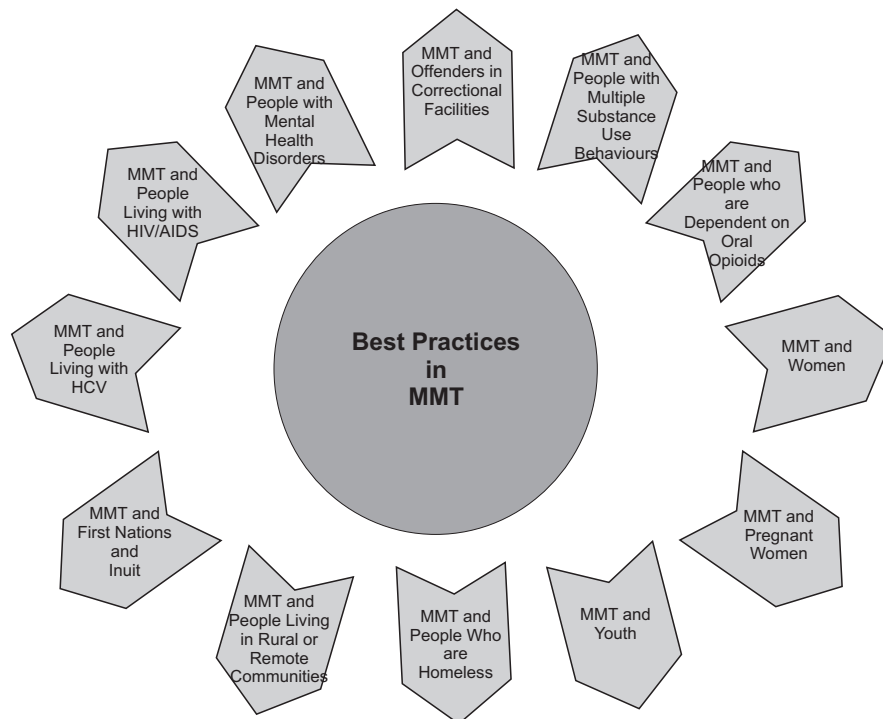 MMT and
Offenders in
Correctional
Facilities
MMT and
People with
Multiple
Substance
Use
Behaviours
MMT and
People who
are
Dependent on
Oral
Opioids
MMT and
Women
MMT and
Pregnant
Women
MMT and
Youth
MMT and
People Who
are
Homeless
MMT and
People Living
in Rural or
Remote
Communities
MMT and
First Nations
and
Inuit
MMT and
People
Living with
HCV
MMT and
People
Living with
HIV/AIDS
MMT and
People with
Mental
Health
Disorders
Best Practices
in
MMT